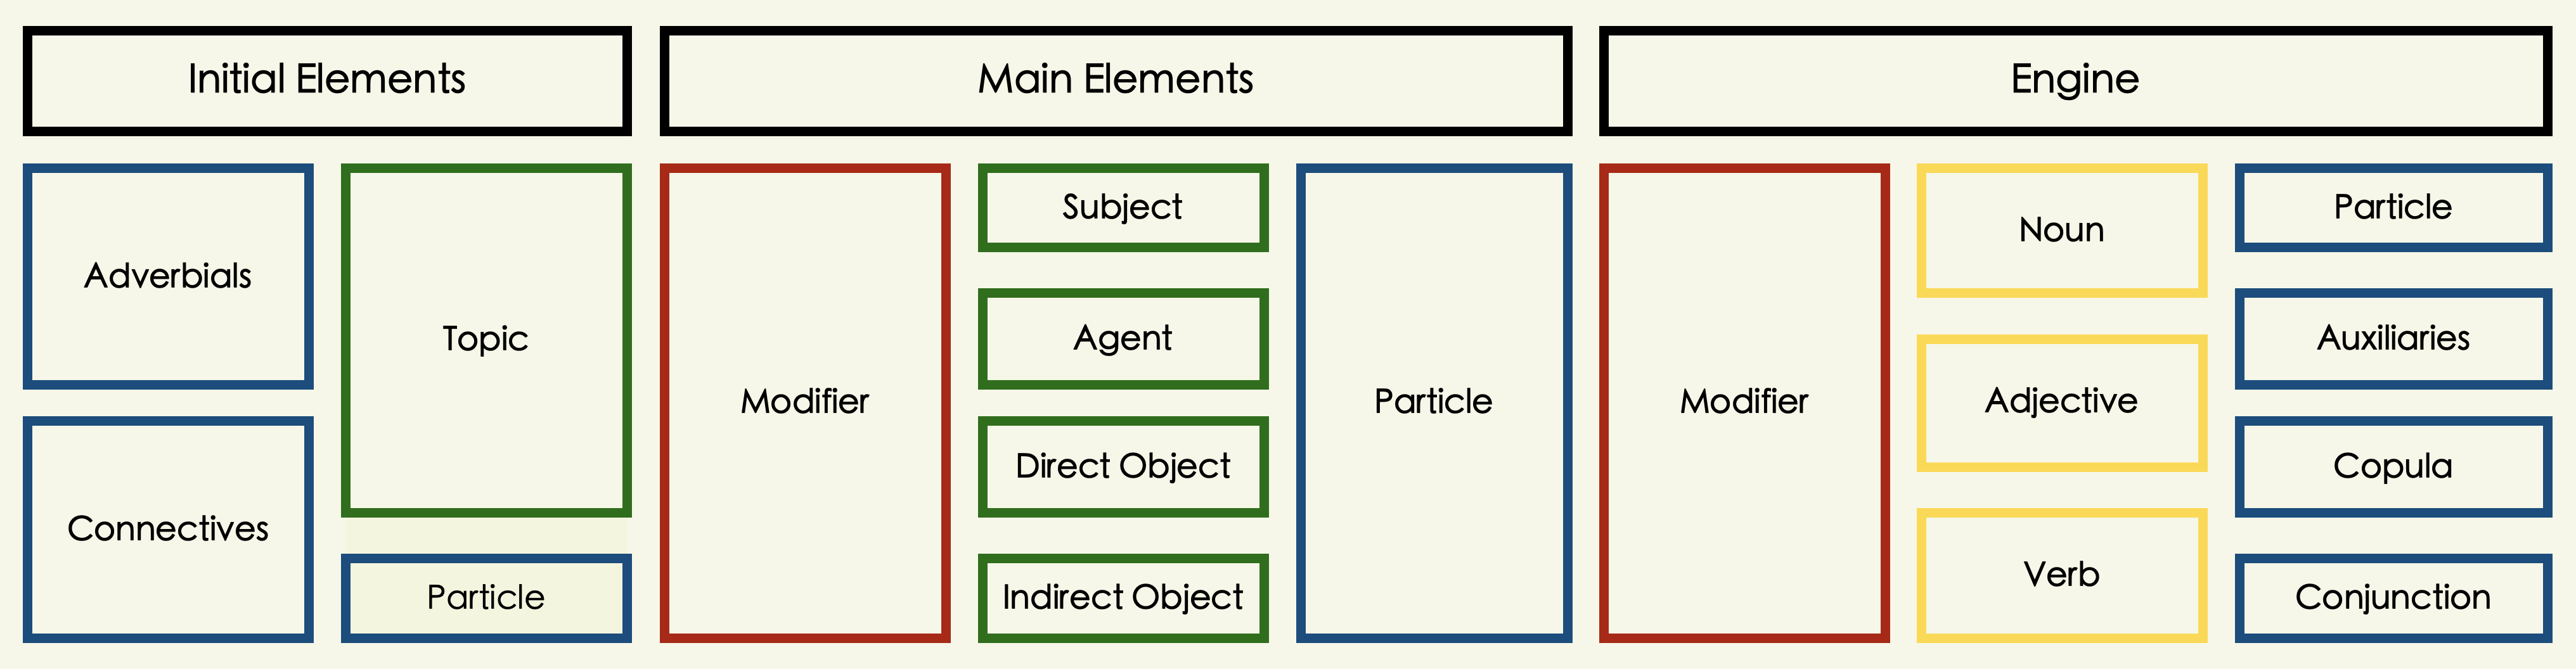 Initial Elements
Main Elements
Engine
Adverbials
Connectives
Topic
Particle
Modifier
Subject
Agent
Direct Object
Indirect Object
Particle
Modifier
Noun
Adjective
Verb
Particle
Auxiliaries
Copula
Conjunction